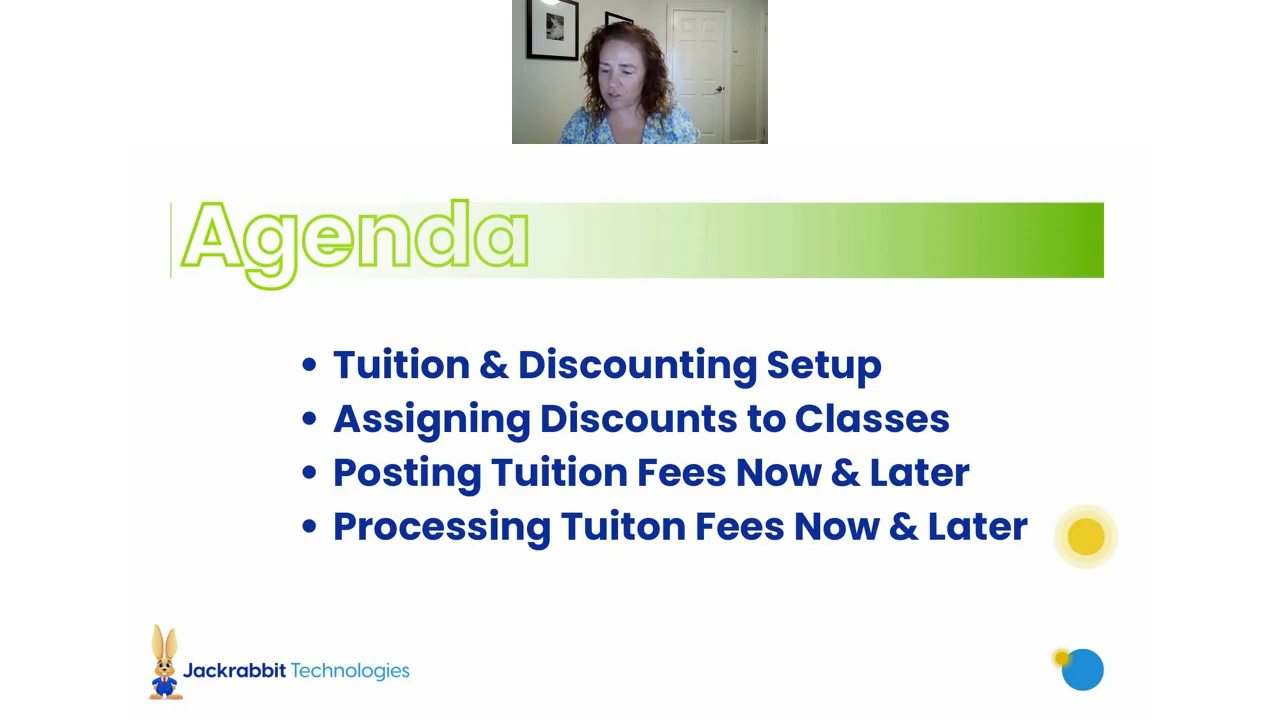 Agenda
• Tuition & Discounting Setup
• Assigning Discounts to Classes
• Posting Tuition Fees Now & Later
• Processing Tuiton Fees Now & Later
Jackrabbit Technologies